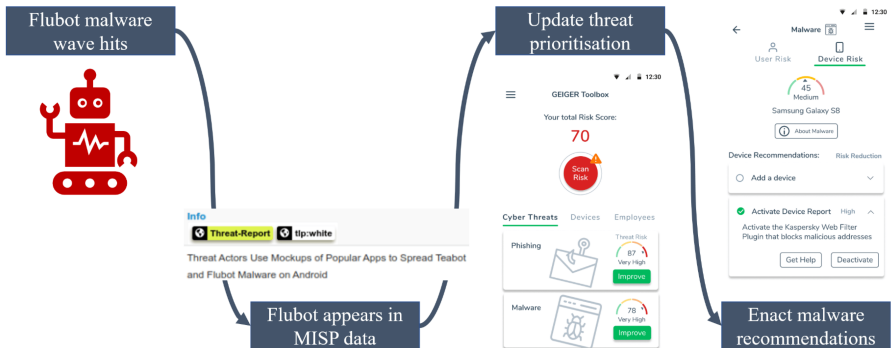 Flubot malware
wave hits
Info
Threat-Report tlp:white
Threat Actors Use Mockups of Popular Apps to Spread Teabot
and Flubot Malware on Android
Flubot appears in
MISP data
Update threat
prioritisation
12:30
GEIGER Toolbox
Your total Risk Score:
70
Scan
Risk
Cyber Threats Devices Employees
Phishing
Threat Risk
87
Very High
Improve
Malware
78
Very High
Improve
12:30
Malware
User Risk Device Risk
45
Medium
Samsung Galaxy S8
About Malware
Device Recommendations: Risk Reduction
Add a device
Activate Device Report High
Activate the Kaspersky Web Filter
Plugin that blocks malicious addresses
Get Help Deactivate
Enact malware
recommendations